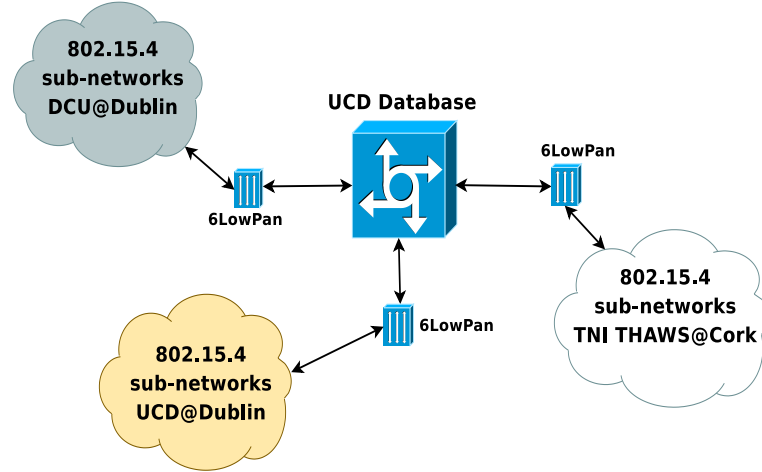 802.15.4
sub-networks
DCU@Dublin
UCD Database
6LowPan
6LowPan
802.15.4
sub-networks
TNI THAWS@Cork
6LowPan
802.15.4
sub-networks
UCD@Dublin